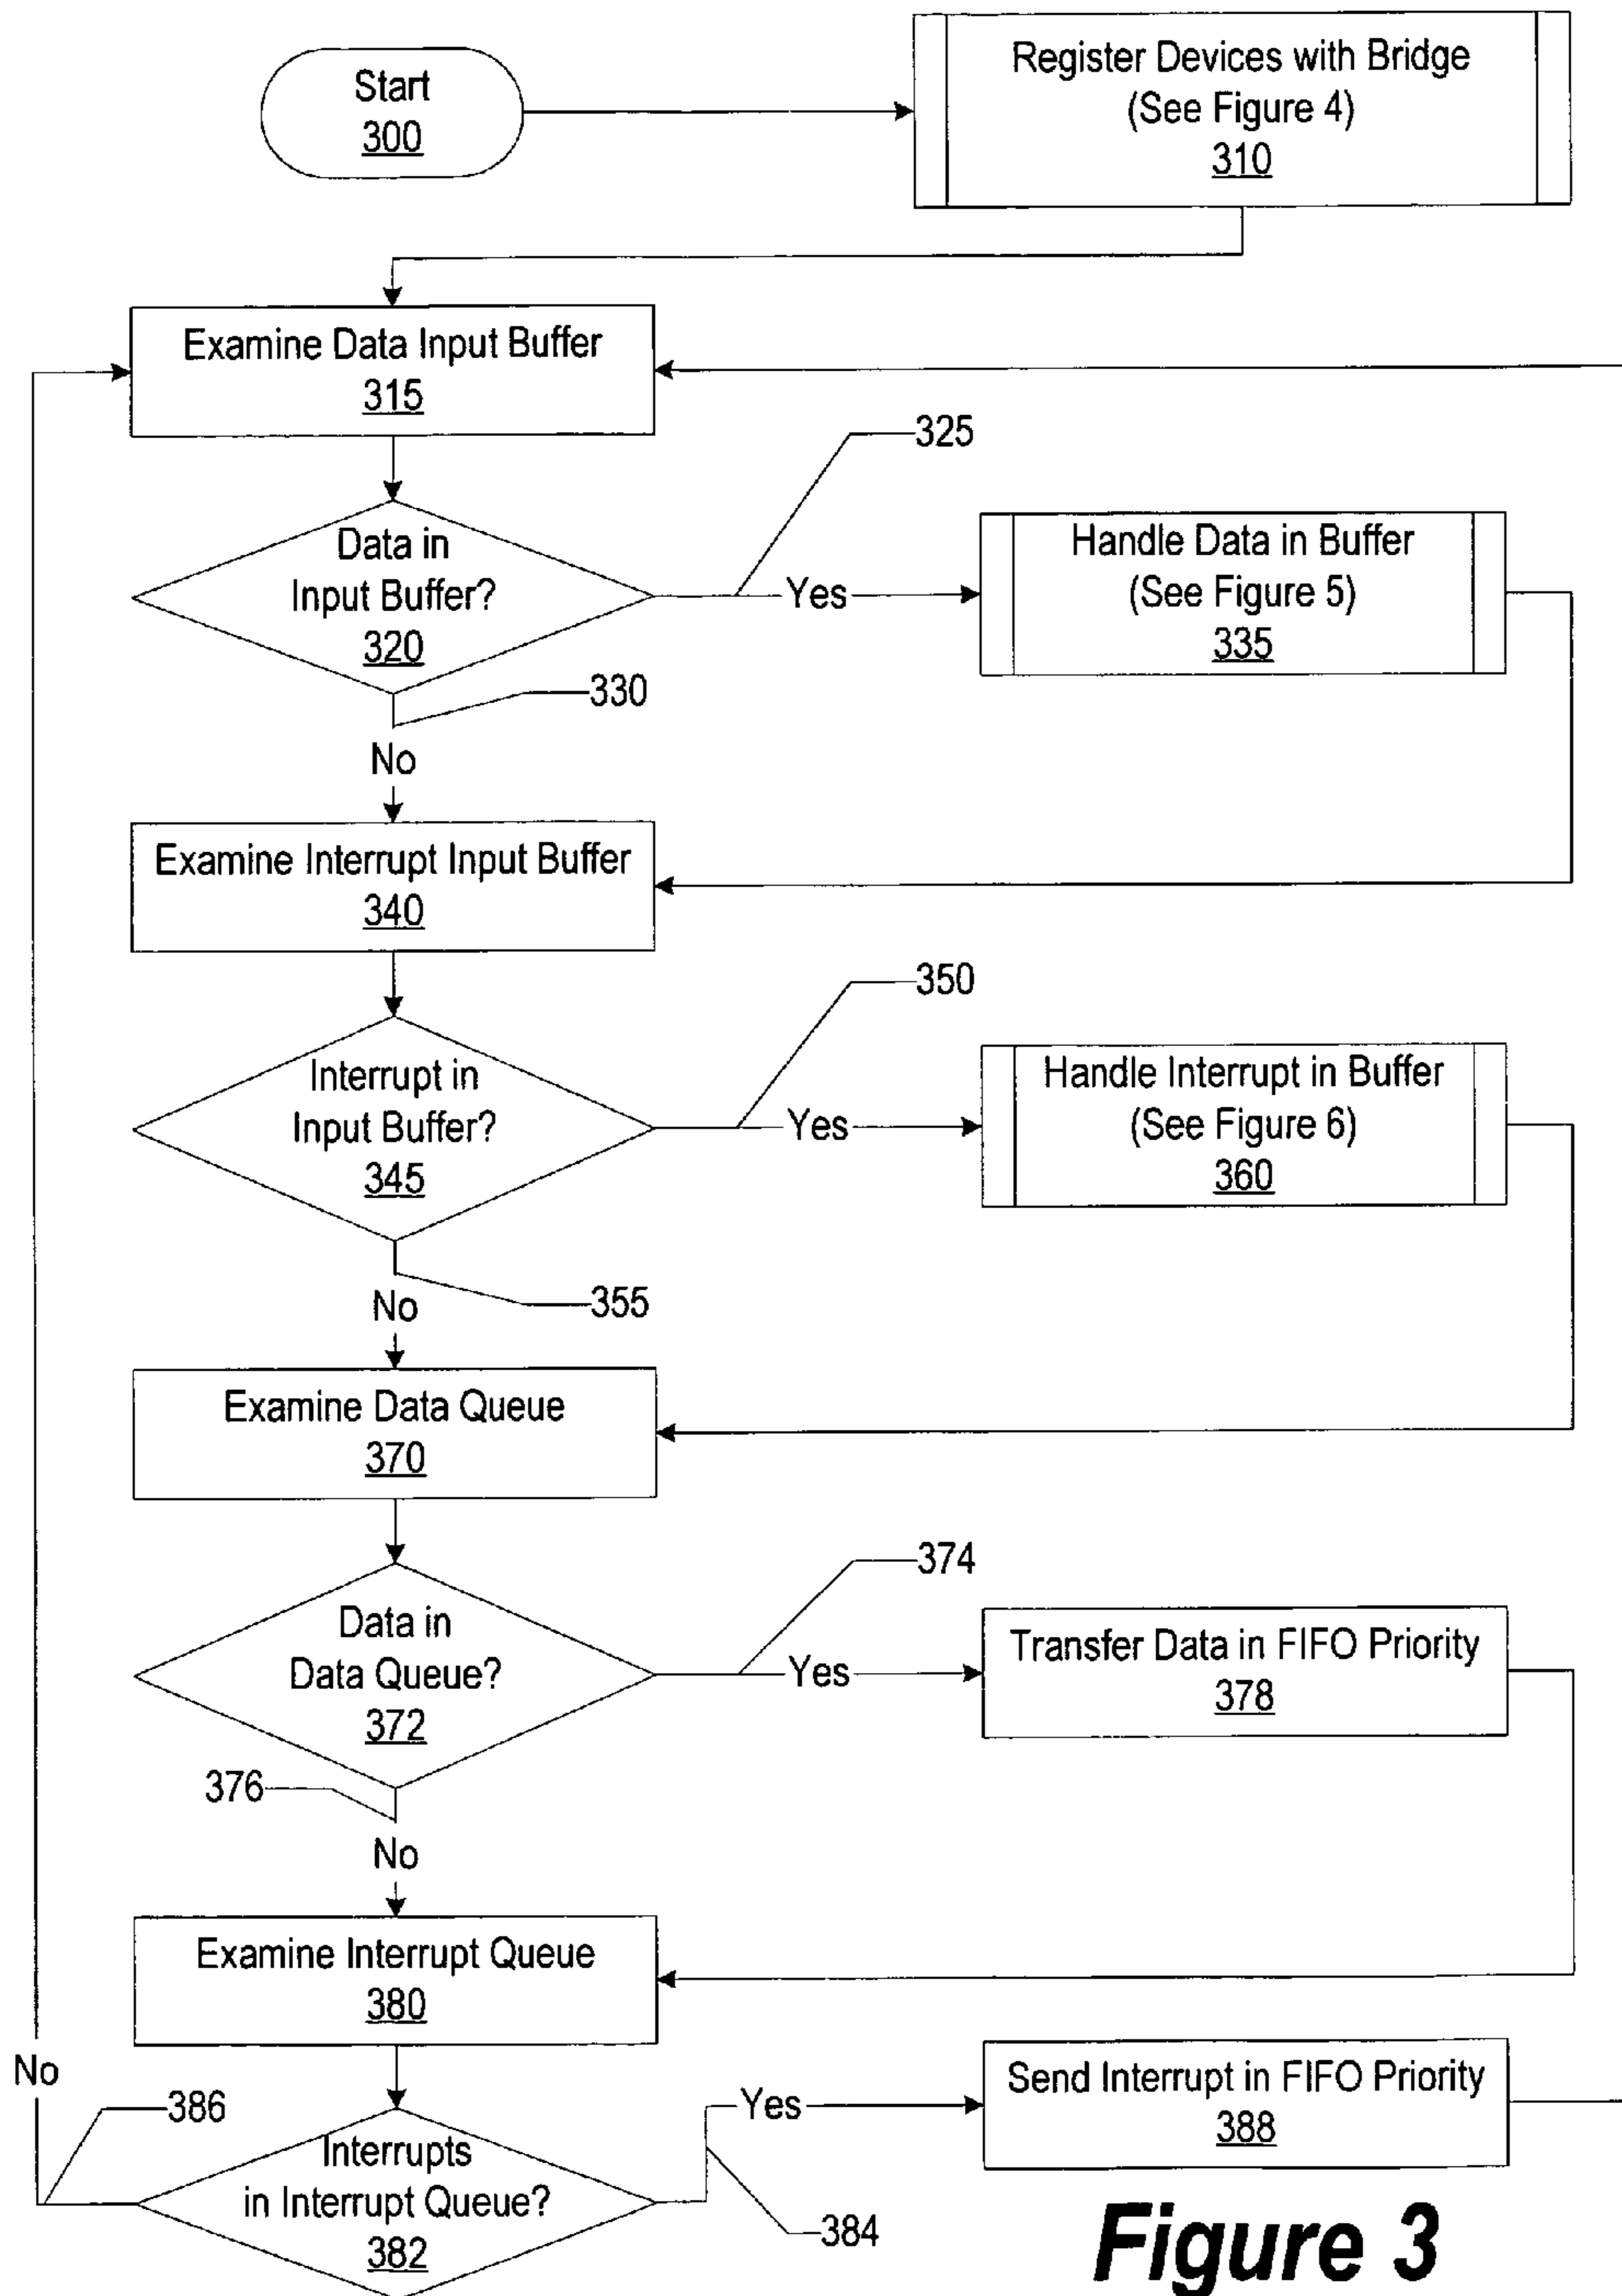 Start
300
Register Devices with Bridge
(See Figure 4)
310
Examine Data Input Buffer
315
325
Data in
Input Buffer?
320
Yes
Handle Data in Buffer
(See Figure 5)
335
330
No
Examine Interrupt Input Buffer
340
350
Interrupt in
Input Buffer?
345
Yes
Handle Interrupt in Buffer
(See Figure 6)
360
355
No
Examine Data Queue
370
374
Data in
Data Queue?
372
Yes
Transfer Data in FIFO Priority
378
376
No
Examine Interrupt Queue
380
No
386
Interrupts
in Interrupt Queue?
382
Yes
384
Send Interrupt in FIFO Priority
388
Figure 3